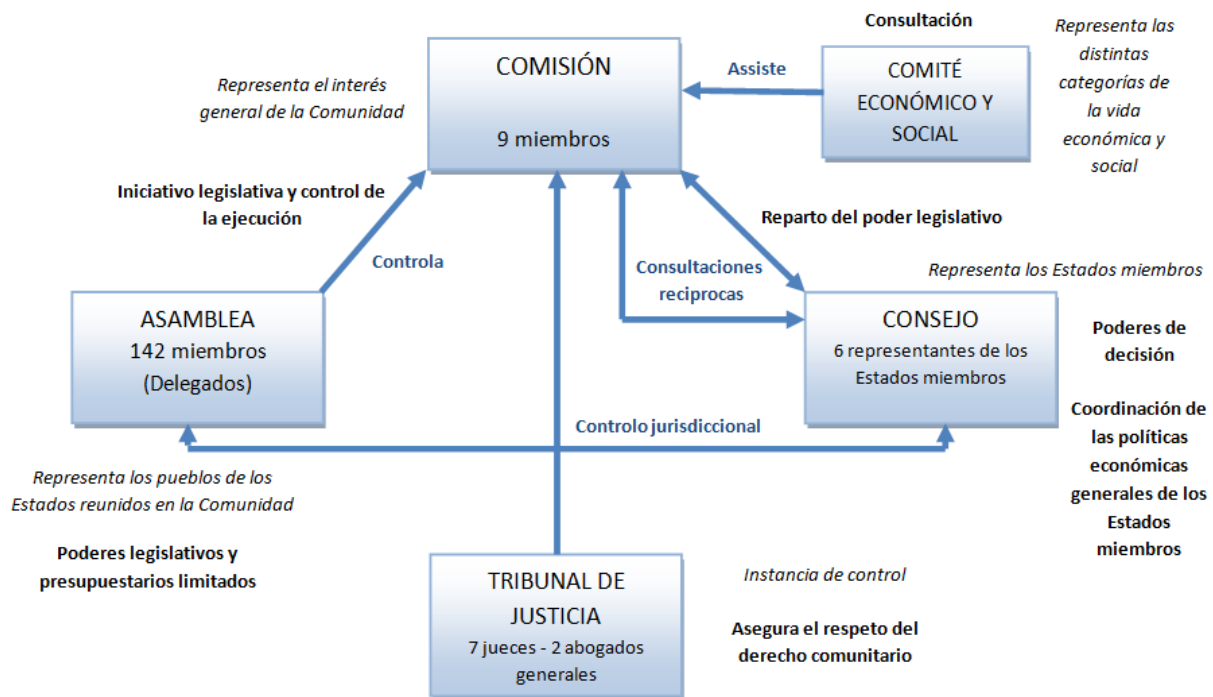 Consultación
Representa las
distintas
categorías de
la vida
económica y
social
COMISIÓN
9 miembros
Assiste
COMITÉ
ECONÓMICO Y
SOCIAL
Representa el interés
general de la Comunidad
Iniciativo legislativa y control de
la ejecución
Controla
Reparto del poder legislativo
Consultaciones
reciprocas
Representa los Estados miembros
ASAMBLEA
142 miembros
(Delegados)
CONSEJO
6 representantes de los
Estados miembros
Poderes de
decisión
Coordinación de
las políticas
económicas
generales de los
Estados
miembros
Controlo jurisdiccional
Representa los pueblos de los
Estados reunidos en la Comunidad
Poderes legislativos y
presupuestarios limitados
TRIBUNAL DE
JUSTICIA
7 jueces - 2 abogados
generales
Instancia de control
Asegura el respeto del
derecho comunitario